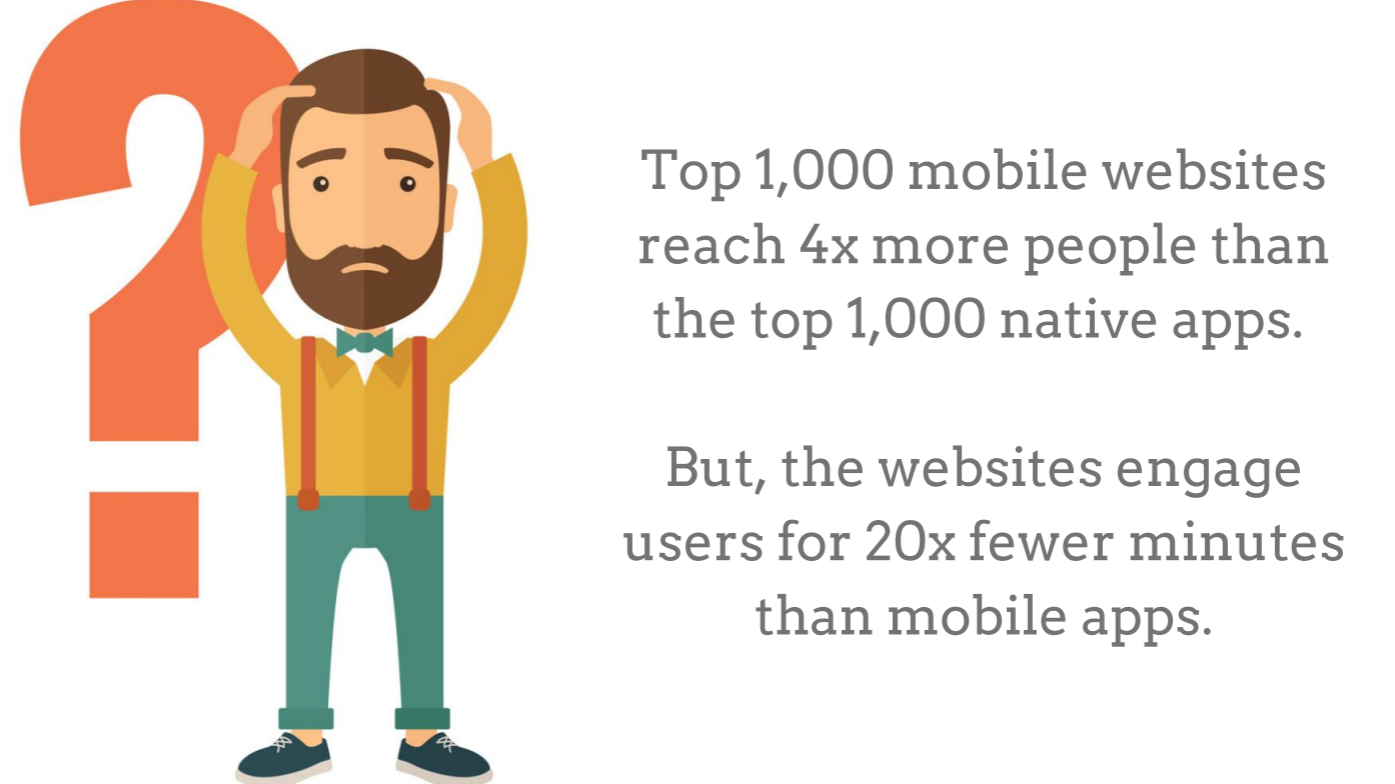 Top 1,000 mobile websites
reach 4x more people than
the top 1,000 native apps.
But, the websites engage
users for 20x fewer minutes
than mobile apps.